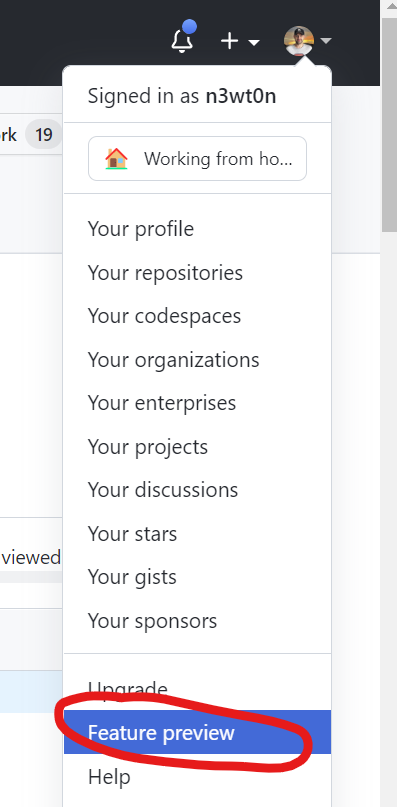 Signed in as n3wt0n
rk 19
Working from ho...
Your profile
Your repositories
Your codespaces
Your organizations
Your enterprises
Your projects
Your discussions
Your stars
viewed
Your gists
Your sponsors
Upgrade
Feature preview
Help